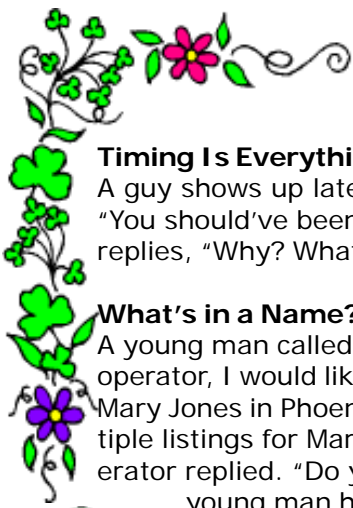 Timing Is Everythi
A guy shows up late
"You should've been
replies, "Why? What
What's in a Name?
A young man called
operator, I would lik
Mary Jones in Phoen
tiple listings for Mar
erator replied. "Do y
young man h